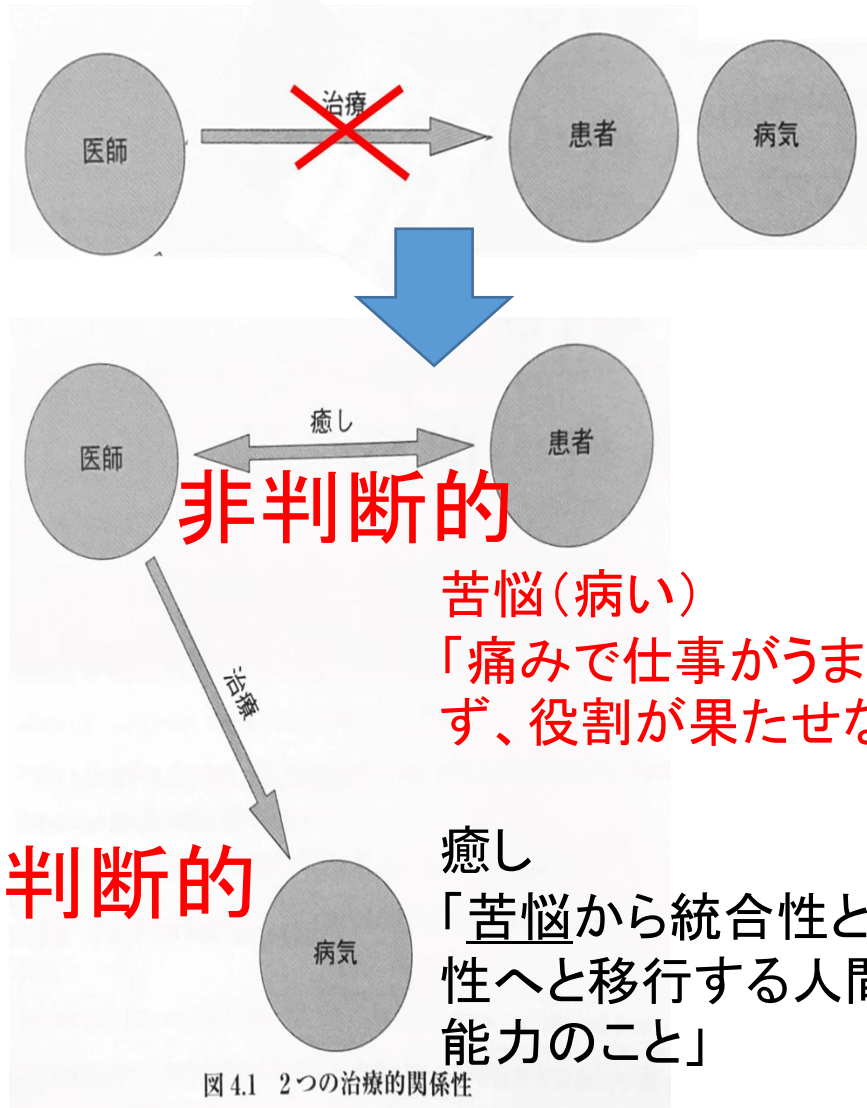 治療
医師
患者
病気
癒し
医師
患者
非判断的
苦悩（病い）
「痛みで仕事がうま
ず、役割が果たせな
治療
判断的
病気
癒し
「苦悩から統合性と
性へと移行する人間
能力のこと」
図 4.1 2つの治療的関係性